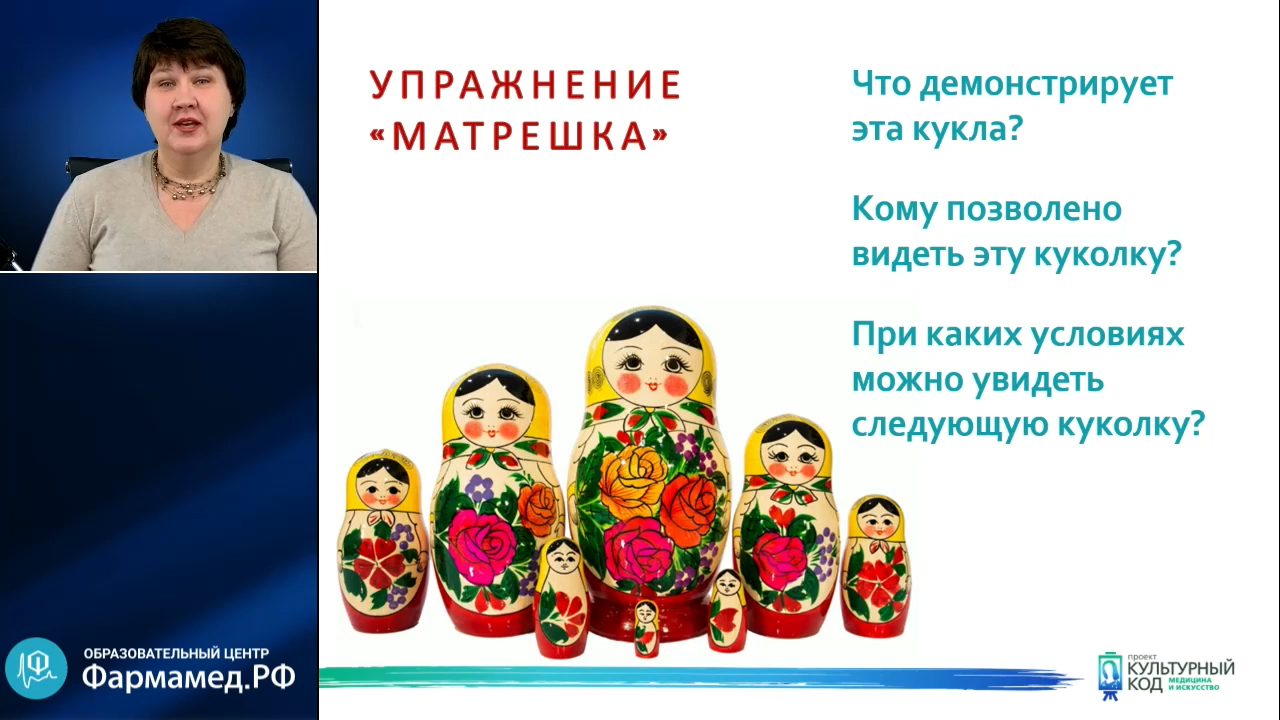 УПРАЖНЕНИЕ
«МАТРЕШКА»
Что демонстрирует
эта кукла?
Кому позволено
видеть эту куколку?
При каких условиях
можно увидеть
следующую куколку?
ОБРАЗОВАТЕЛЬНЫЙ ЦЕНТР
Фармамед.РФ
проект
КУЛЬТУРНЫЙ
КОД МЕДИЦИНА
И ИСКУССТВО